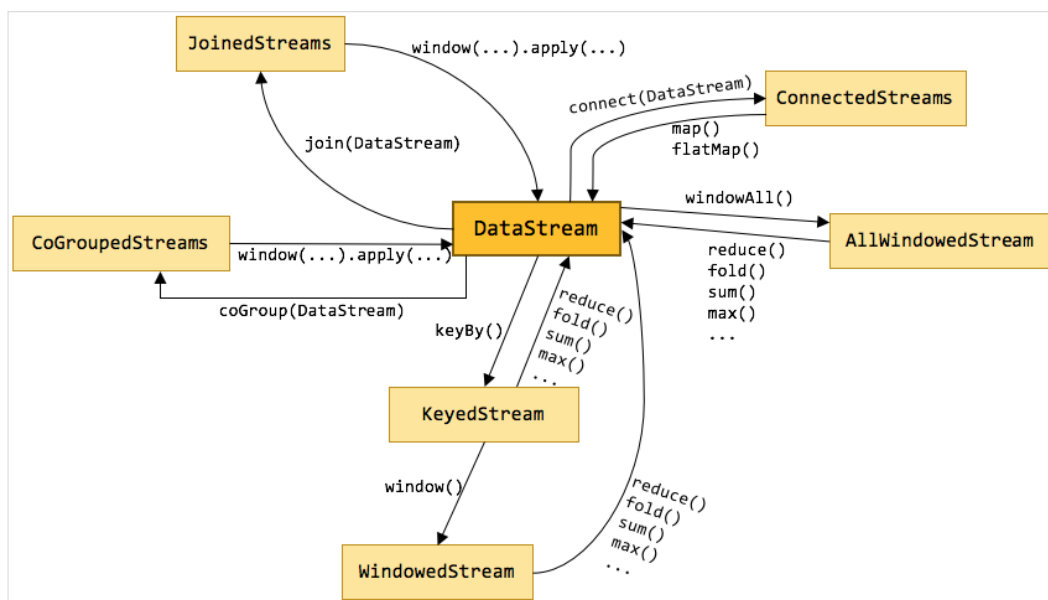 JoinedStreams
window(...).apply(...)
connect(DataStream)
ConnectedStreams
map()
flatMap()
join(DataStream)
windowAll()
DataStream
CoGroupedStreams
window(...).apply(...)
AllWindowedStream
reduce()
fold()
sum()
max()
...
coGroup(DataStream)
keyBy()
reduce()
fold()
sum()
max()
...
KeyedStream
window()
reduce()
fold()
sum()
max()
...
WindowedStream